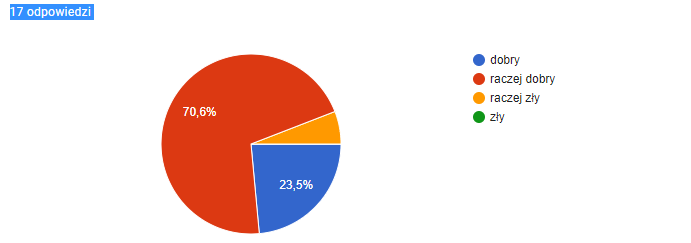 17 odpowiedzi
dobry
raczej dobry
raczej zły
zły
70,6%
23,5%